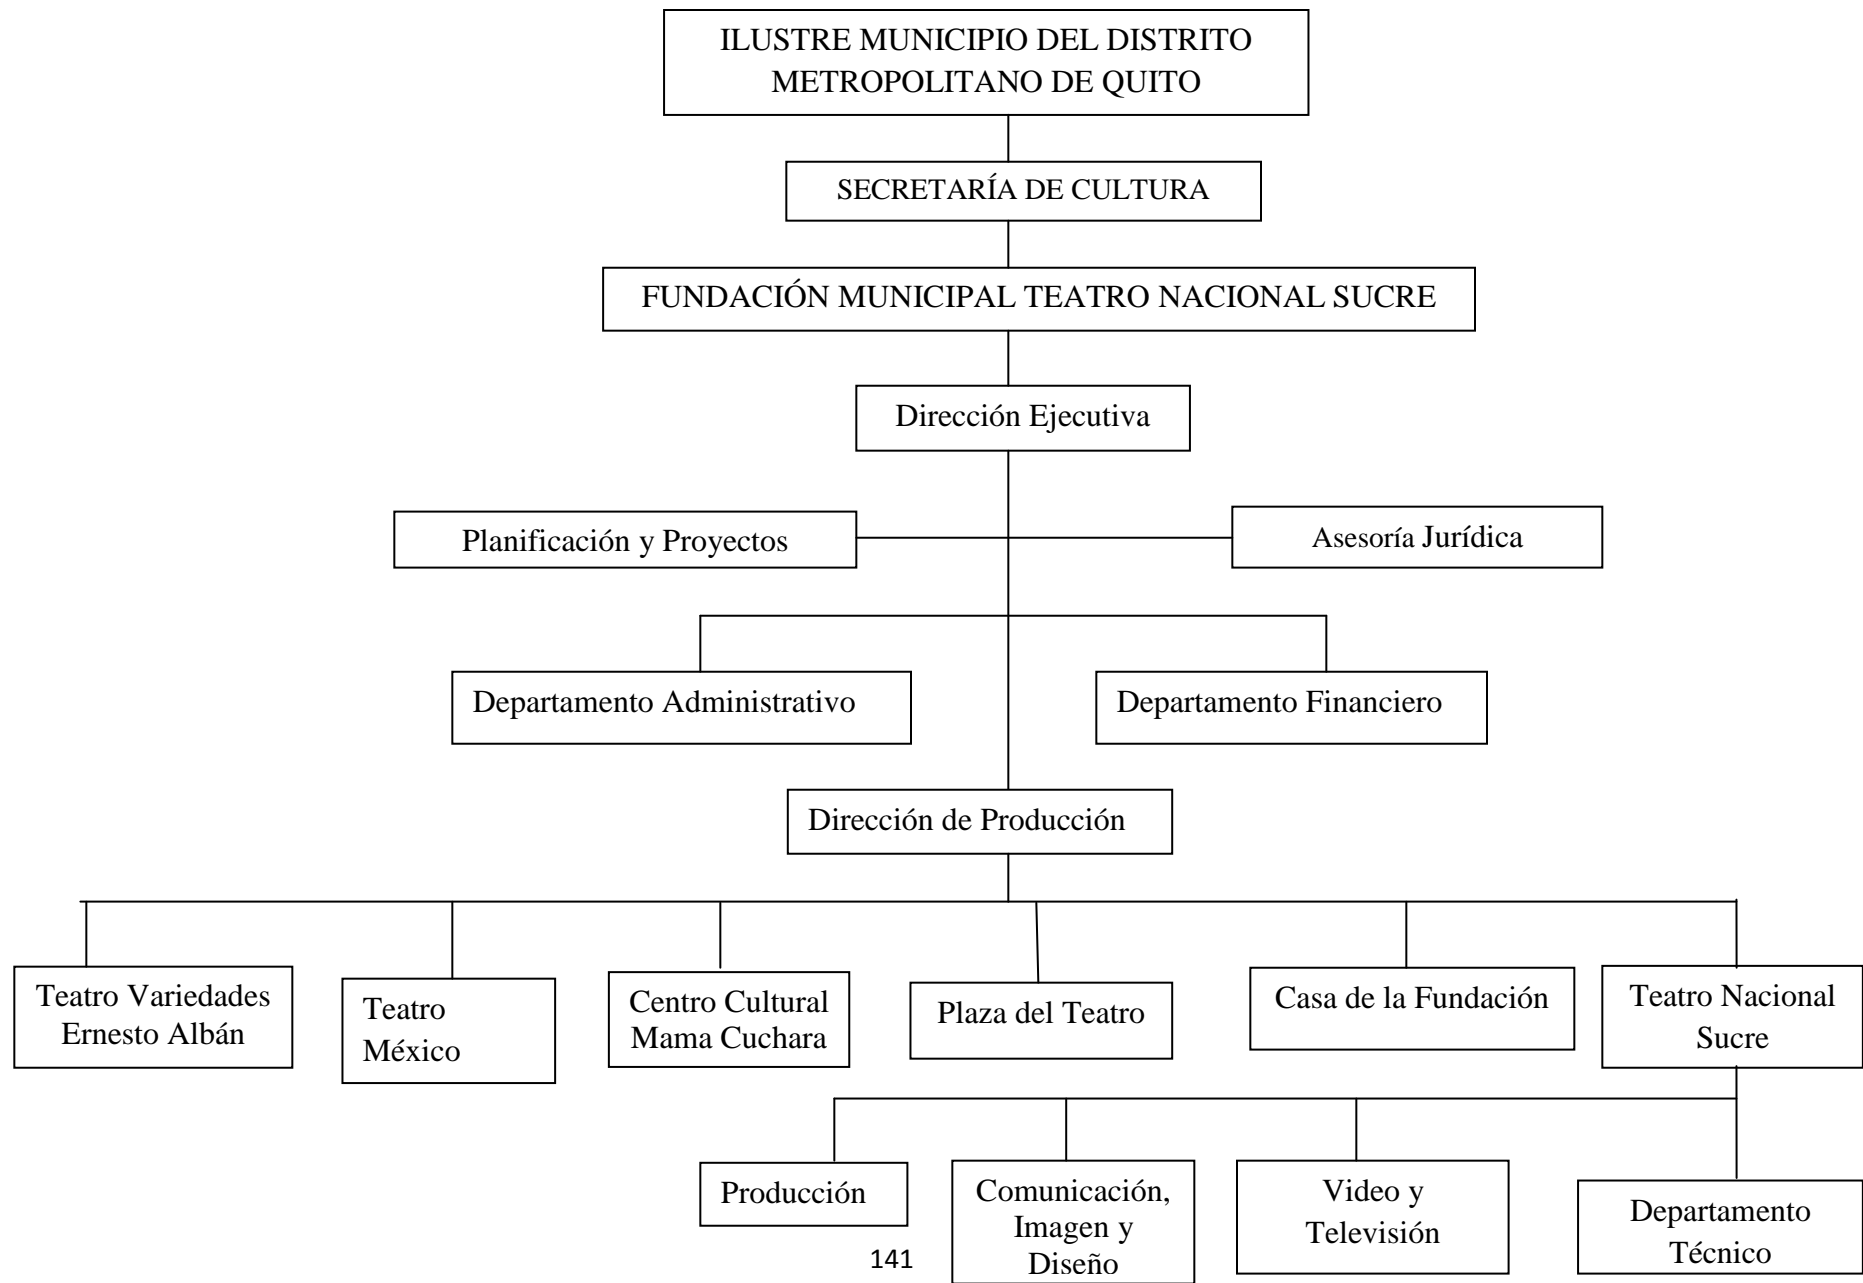 ILUSTRE MUNICIPIO DEL DISTRITO
METROPOLITANO DE QUITO
SECRETARÍA DE CULTURA
FUNDACIÓN MUNICIPAL TEATRO NACIONAL SUCRE
Dirección Ejecutiva
Planificación y Proyectos
Asesoría Jurídica
Departamento Administrativo
Departamento Financiero
Dirección de Producción
Teatro Variedades
Ernesto Albán
Teatro
México
Centro Cultural
Mama Cuchara
Plaza del Teatro
Casa de la Fundación
Teatro Nacional
Sucre
Producción
Comunicación,
Imagen y
Diseño
Video y
Televisión
Departamento
Técnico
141